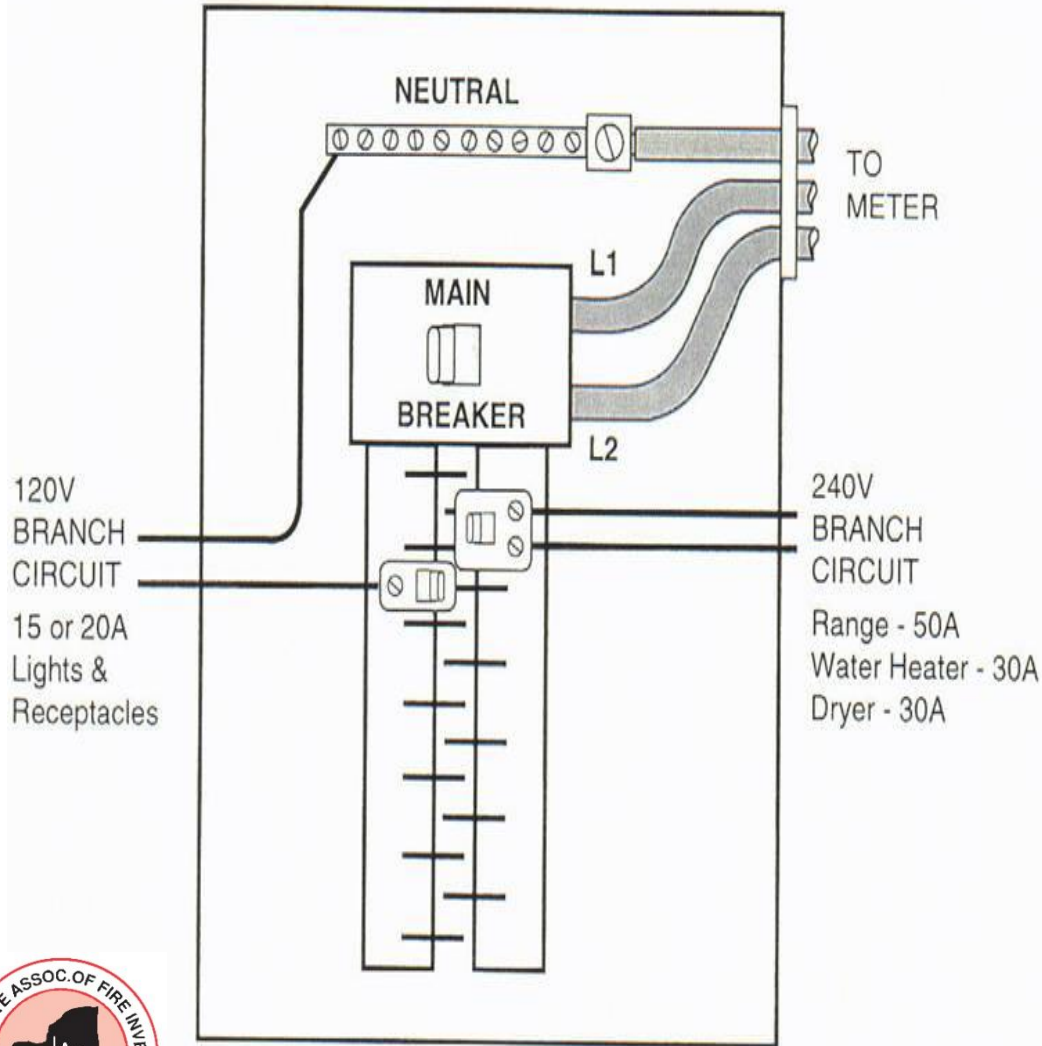 NEUTRAL
TO
METER
L1
MAIN
BREAKER
L2
120V
BRANCH
CIRCUIT
15 or 20A
Lights &
Receptacles
240V
BRANCH
CIRCUIT
Range - 50A
Water Heater - 30A
Dryer - 30A
ASSOC. OF FIRE